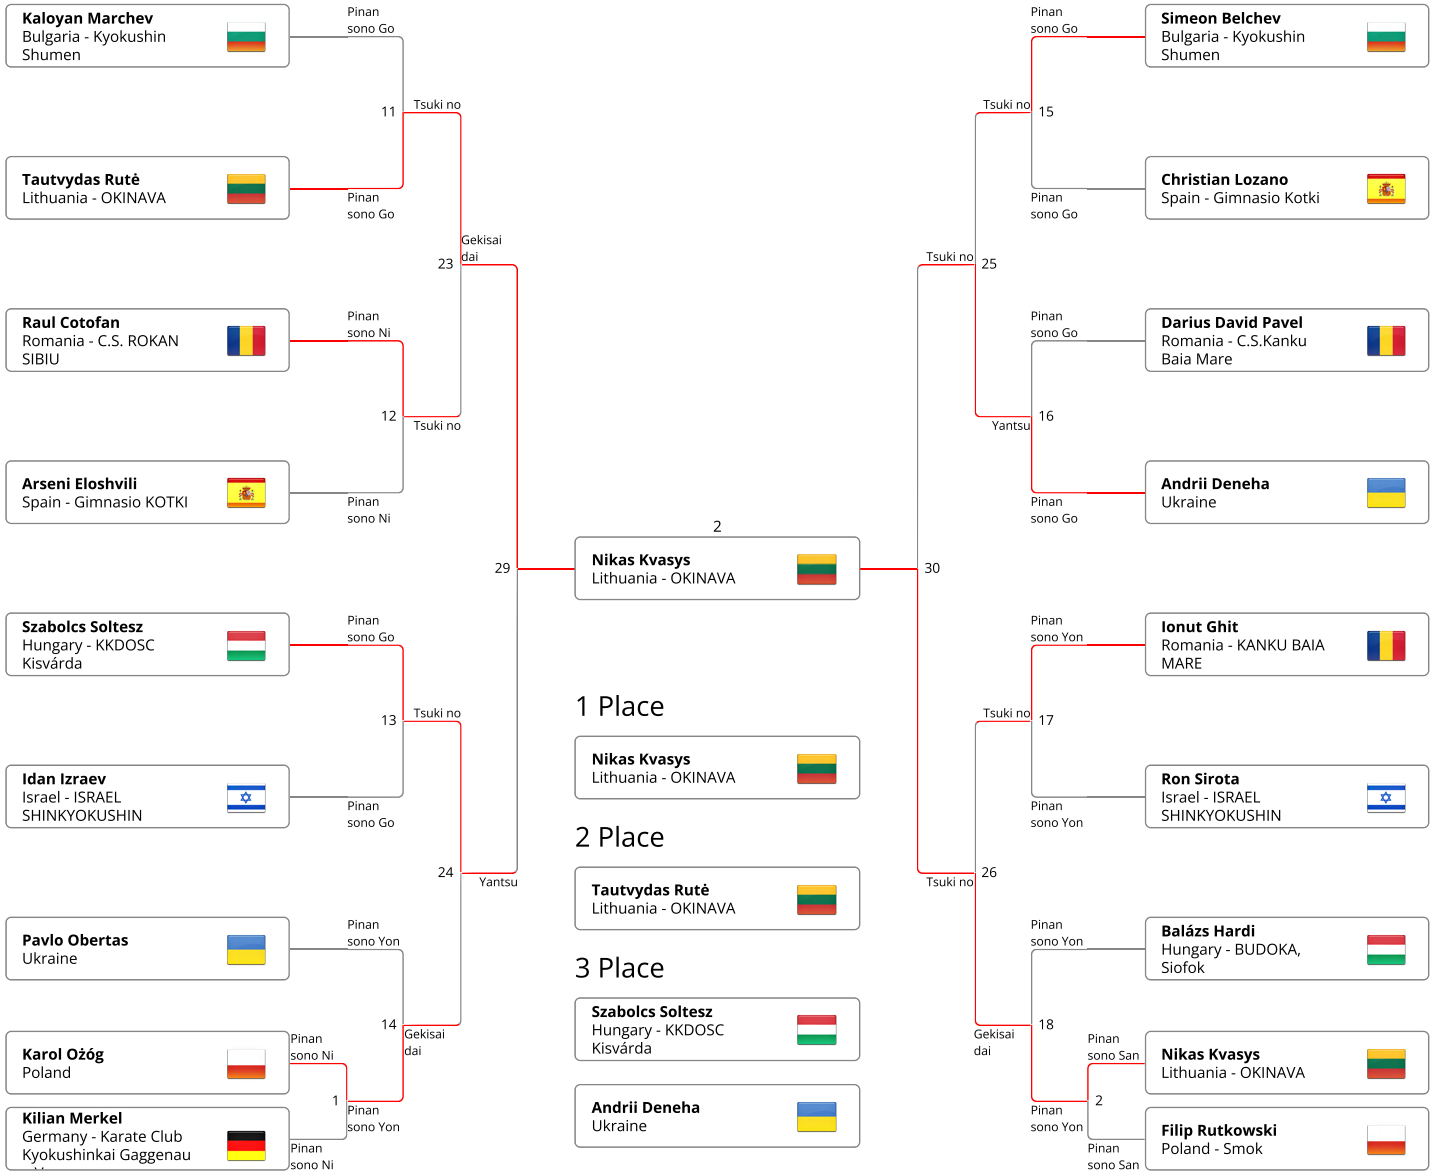 Kaloyan Marchev
Bulgaria - Kyokushin
Shumen
Pinan
sono Go
11
Tsuki no
Tautvydas Rutė
Lithuania - OKINAVA
Pinan
sono Go
23
Gekisai
dai
Raul Cotofan
Romania - C.S. ROKAN
SIBIU
Pinan
sono Ni
12
Tsuki no
Arseni Eloshvili
Spain - Gimnasio KOTKI
Pinan
sono Ni
29
Szabolcs Soltesz
Hungary - KKDOSC
Kisvárda
Pinan
sono Go
13
Tsuki no
Idan Izraev
Israel - ISRAEL
SHINKYOKUSHIN
Pinan
sono Go
24
Yantsu
Pavlo Obertas
Ukraine
Pinan
sono Yon
14
Gekisai
dai
Karol Ożóg
Poland
Pinan
sono Ni
1
Pinan
sono Yon
Kilian Merkel
Germany - Karate Club
Kyokushinkai Gaggenau
Pinan
sono Ni
2
Nikas Kvasys
Lithuania - OKINAVA
1 Place
Nikas Kvasys
Lithuania - OKINAVA
2 Place
Tautvydas Rutė
Lithuania - OKINAVA
3 Place
Szabolcs Soltesz
Hungary - KKDOSC
Kisvárda
Andrii Deneha
Ukraine
Pinan
sono Go
Simeon Belchev
Bulgaria - Kyokushin
Shumen
Tsuki no
15
Pinan
sono Go
Christian Lozano
Spain - Gimnasio Kotki
Tsuki no
25
Pinan
sono Go
Darius David Pavel
Romania - C.S.Kanku
Baia Mare
Yantsu
16
Pinan
sono Go
Andrii Deneha
Ukraine
30
Pinan
sono Yon
Ionut Ghit
Romania - KANKU BAIA
MARE
Tsuki no
17
Pinan
sono Yon
Ron Sirota
Israel - ISRAEL
SHINKYOKUSHIN
Tsuki no
26
Pinan
sono Yon
Balázs Hardi
Hungary - BUDOKA,
Siofok
Gekisai
dai
18
Pinan
sono San
Nikas Kvasys
Lithuania - OKINAVA
Pinan
sono Yon
2
Pinan
sono San
Filip Rutkowski
Poland - Smok